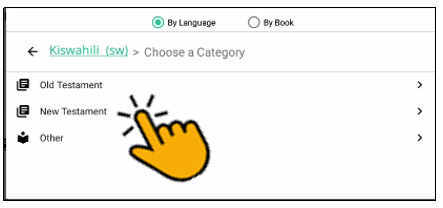 By Language By Book
Kiswahili (sw) > Choose a Category
Old Testament
New Testament
Other